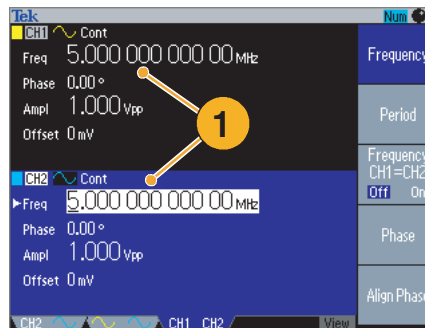 Tek
Num
CH1 Cont
Freq 5.000 000 000 00 MHz
Phase 0.00 °
Ampl 1.000 Vpp
Offset 0 mV
1
CH2 Cont
Freq 5.000 000 000 00 MHz
Phase 0.00 °
Ampl 1.000 Vpp
Offset 0 mV
CH2 CH1 CH2 View
Frequency
Period
Frequency
CH1=CH2
Off On
Phase
Align Phase